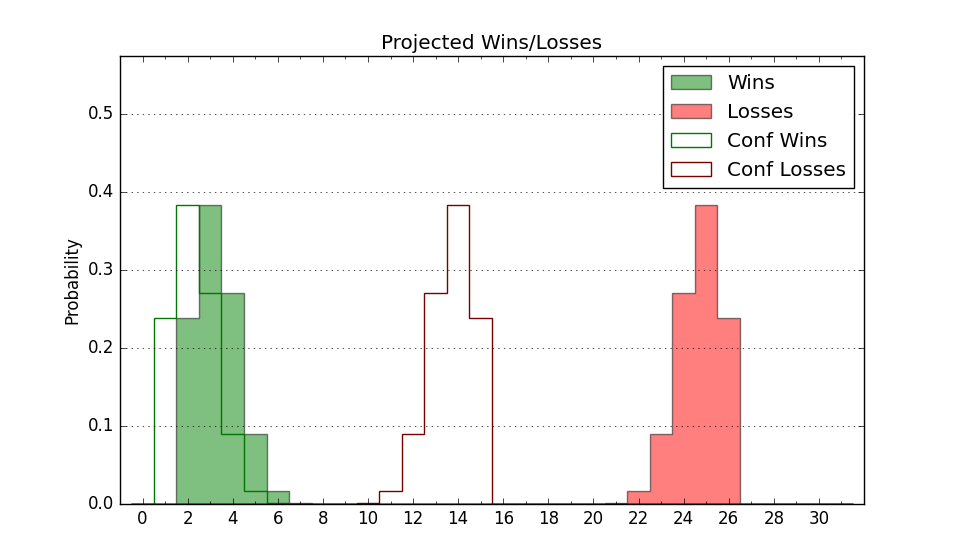 Projected Wins/Losses
Wins
Losses
Conf Wins
Conf Losses
Probability
0.5
0.4
0.3
0.2
0.1
0.0
0 2 4 6 8 10 12 14 16 18 20 22 24 26 28 30